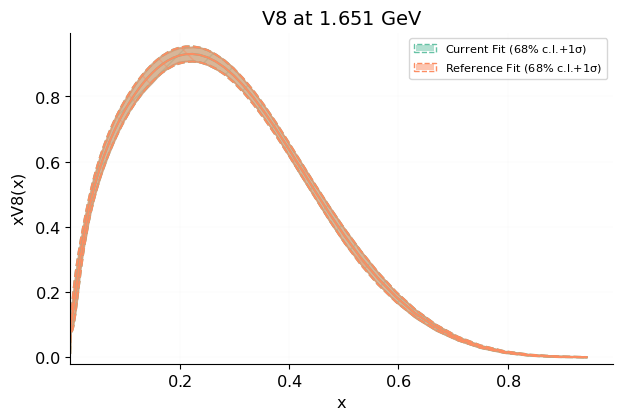 V8 at 1.651 GeV
Current Fit (68% c.l.+1σ)
Reference Fit (68% c.l.+1σ)
xV8(x)
0.8
0.6
0.4
0.2
0.0
0.2 0.4 0.6 0.8
x